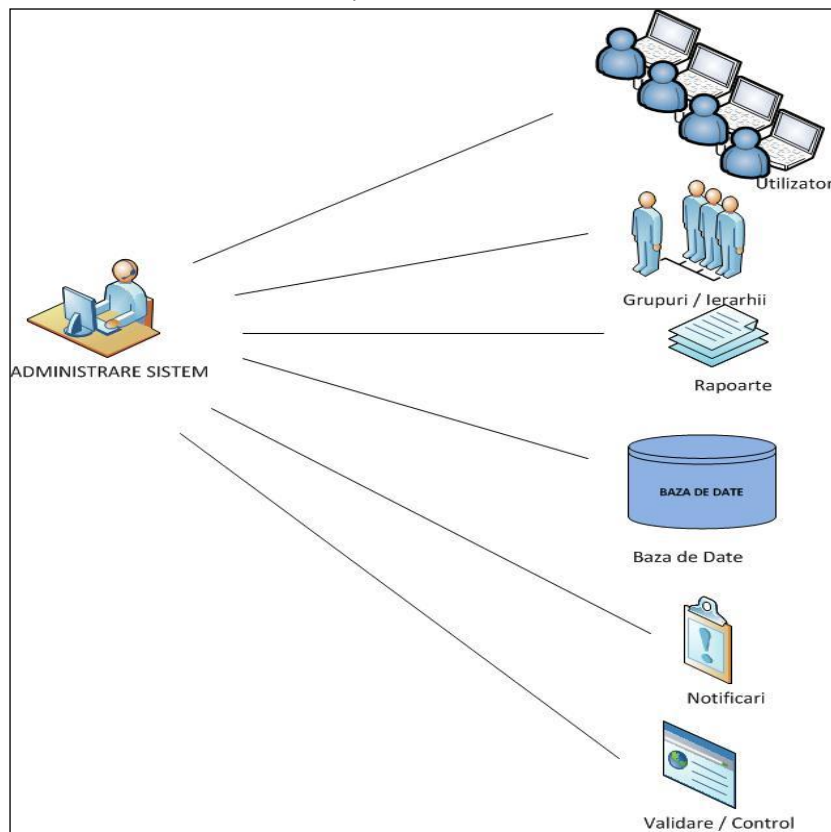 Utilizator
Grupuri / Ierarhii
ADMINISTRARE SISTEM
Rapoarte
BAZA DE DATE
Baza de Date
Notificari
Validare / Control